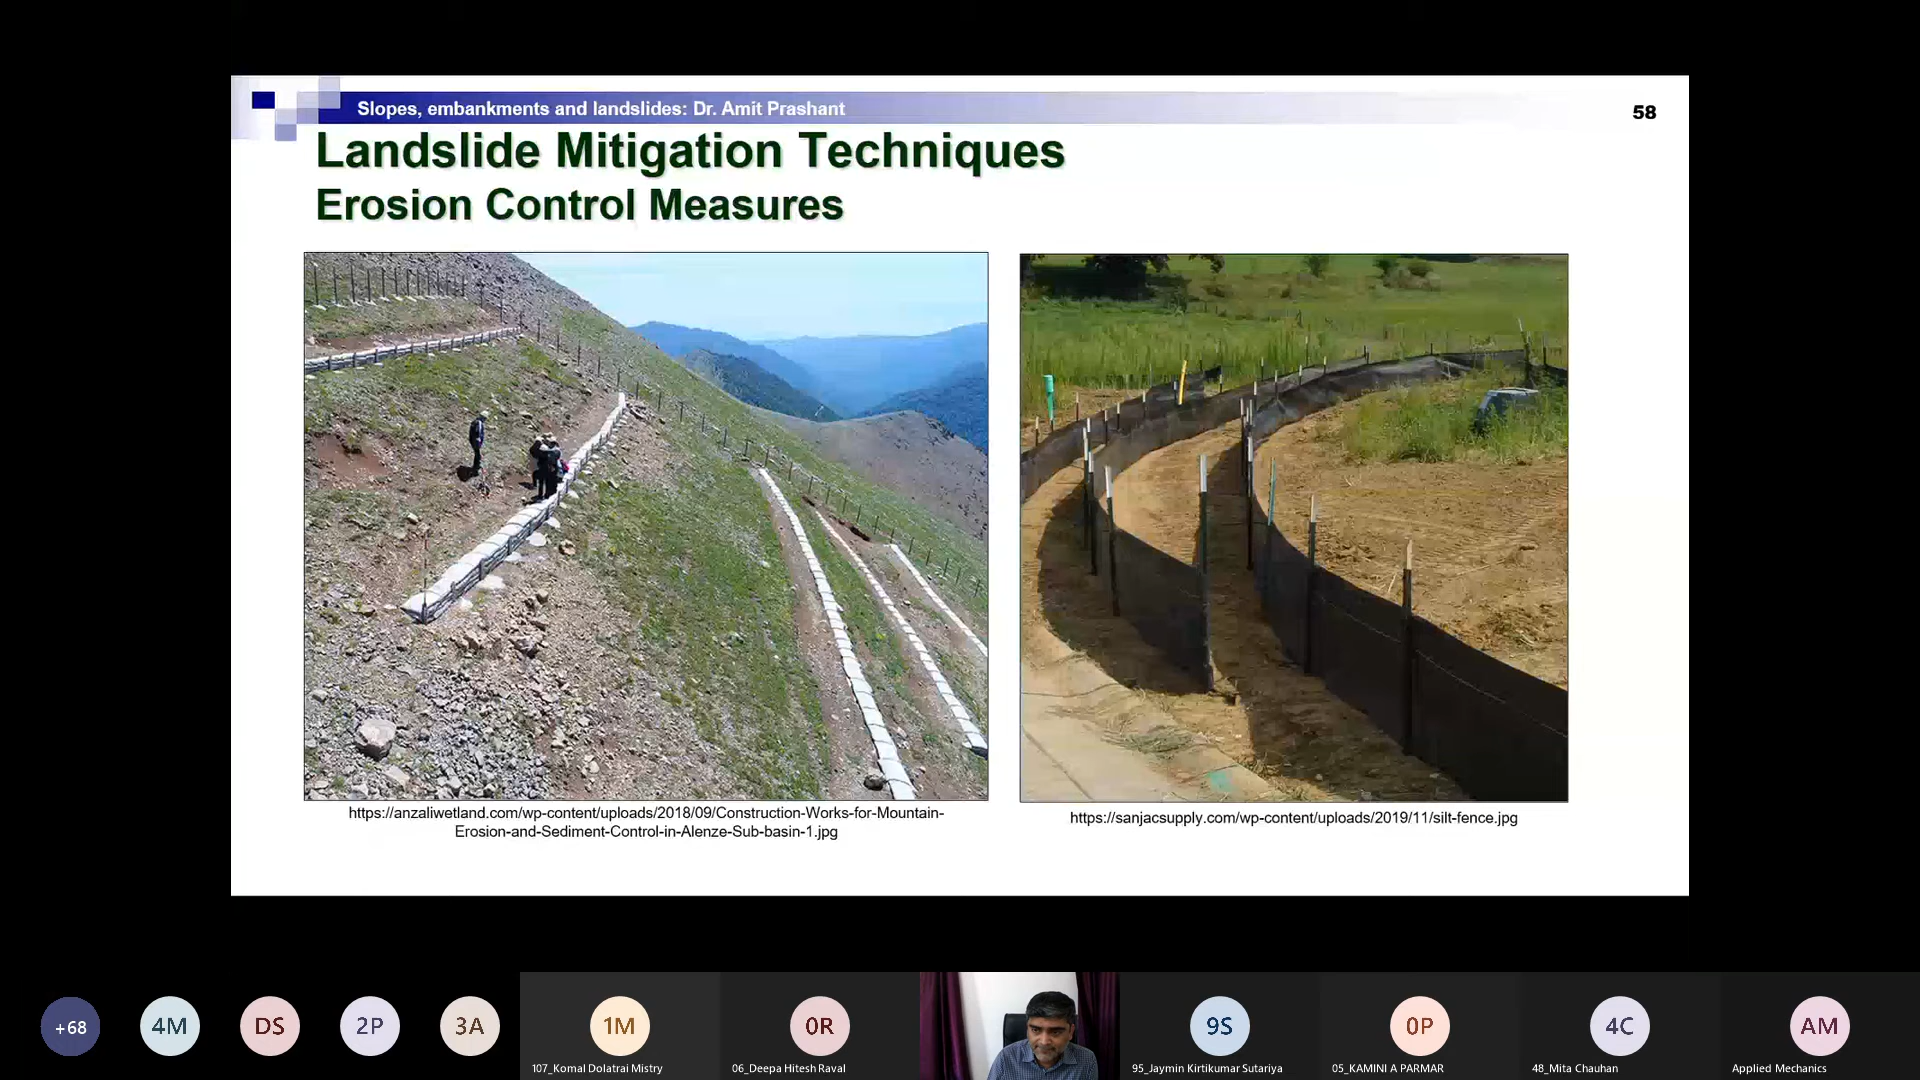 Slopes, embankments and landslides: Dr. Amit Prashant
58
Landslide Mitigation Techniques
Erosion Control Measures
https://anzaliwetland.com/wp-content/uploads/2018/09/Construction-Works-for-Mountain-
Erosion-and-Sediment-Control-in-Alenze-Sub-basin-1.jpg
https://sanjacsupply.com/wp-content/uploads/2019/11/silt-fence.jpg
+68
4M
DS
2P
3A
1M
0R
9S
0P
4C
AM
107_Komal Dolatrai Mistry
06_Deepa Hitesh Raval
95_Jaymin Kirtikumar Sutariya
05_KAMINI A PARMAR
48_Mita Chauhan
Applied Mechanics